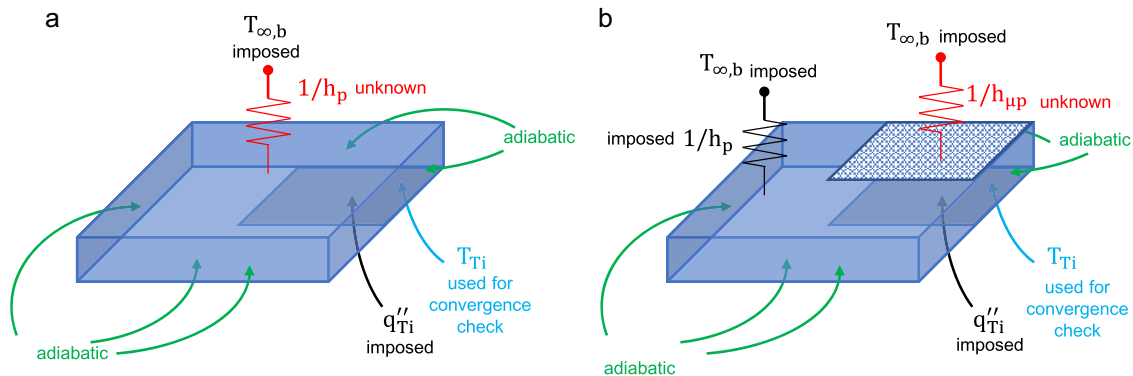 a
T∞,b
imposed
1/hp unknown
adiabatic
TTi
used for
convergence
check
q′′Ti
imposed
adiabatic
b
T∞,b imposed
T∞,b imposed
1/hμp unknown
imposed 1/hp
adiabatic
TTi
used for
convergence
check
q′′Ti
imposed
adiabatic